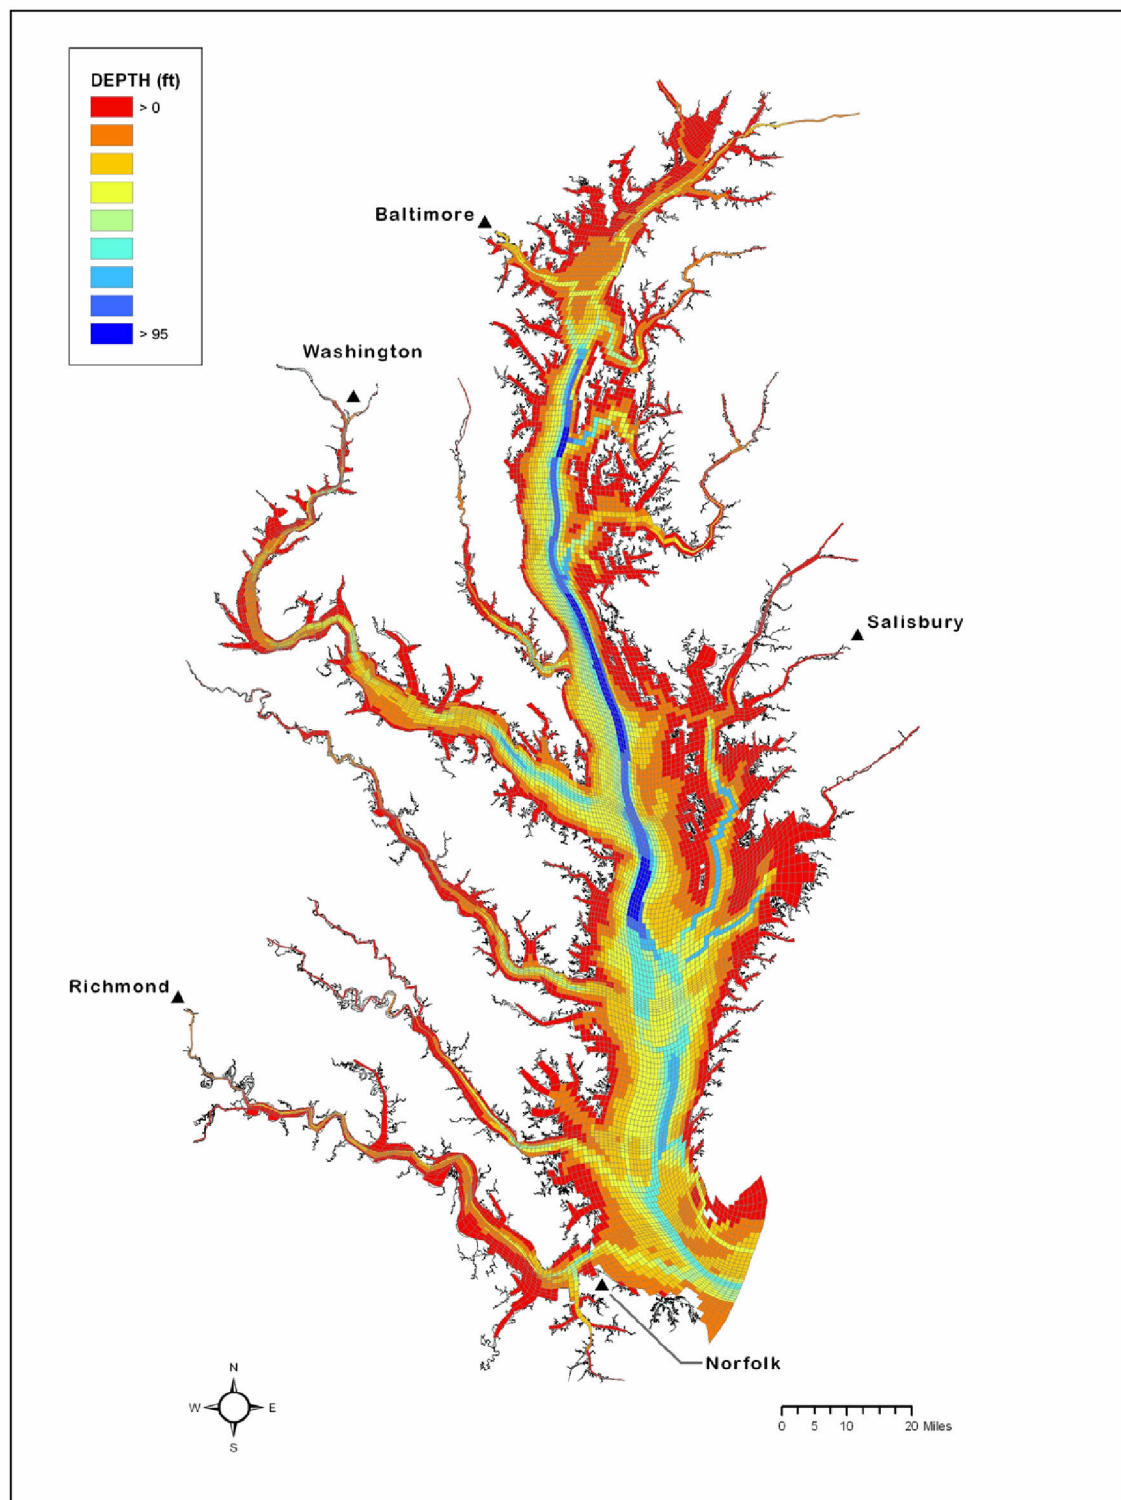 DEPTH (ft)
> 0
> 95
Baltimore
Washington
Salisbury
Richmond
Norfolk
N
W E
S
0 5 10 20 Miles